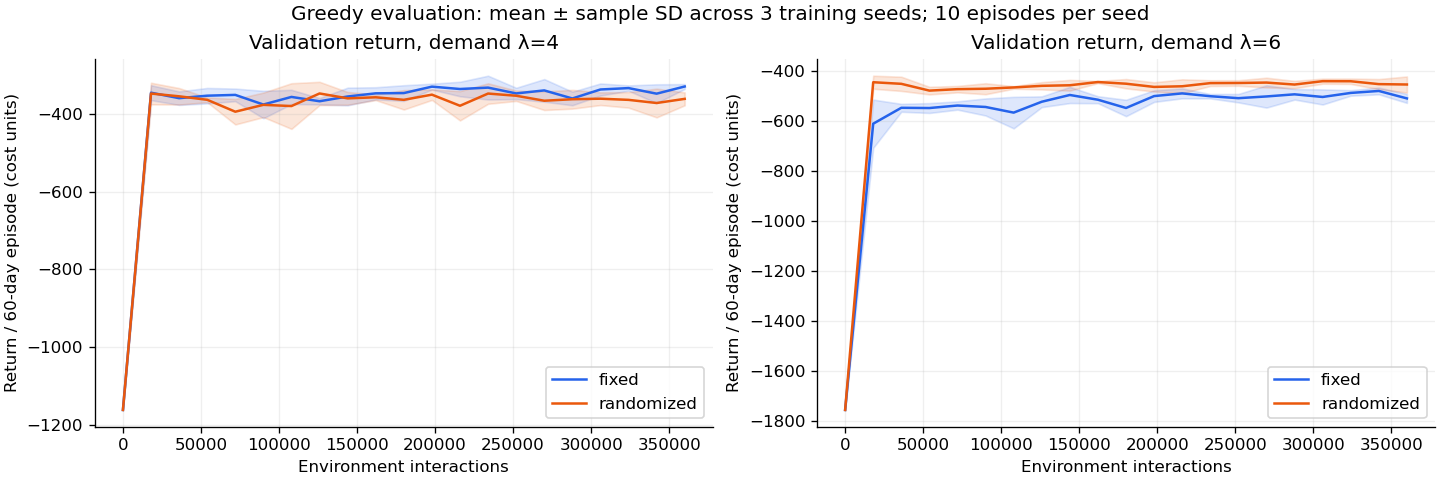 Greedy evaluation: mean ± sample SD across 3 training seeds; 10 episodes per seed
Validation return, demand λ=4
Return / 60-day episode (cost units)
−400
−600
−800
−1000
−1200
0 50000 100000 150000 200000 250000 300000 350000
Environment interactions
fixed
randomized
Validation return, demand λ=6
Return / 60-day episode (cost units)
−400
−600
−800
−1000
−1200
−1400
−1600
−1800
0 50000 100000 150000 200000 250000 300000 350000
Environment interactions
fixed
randomized